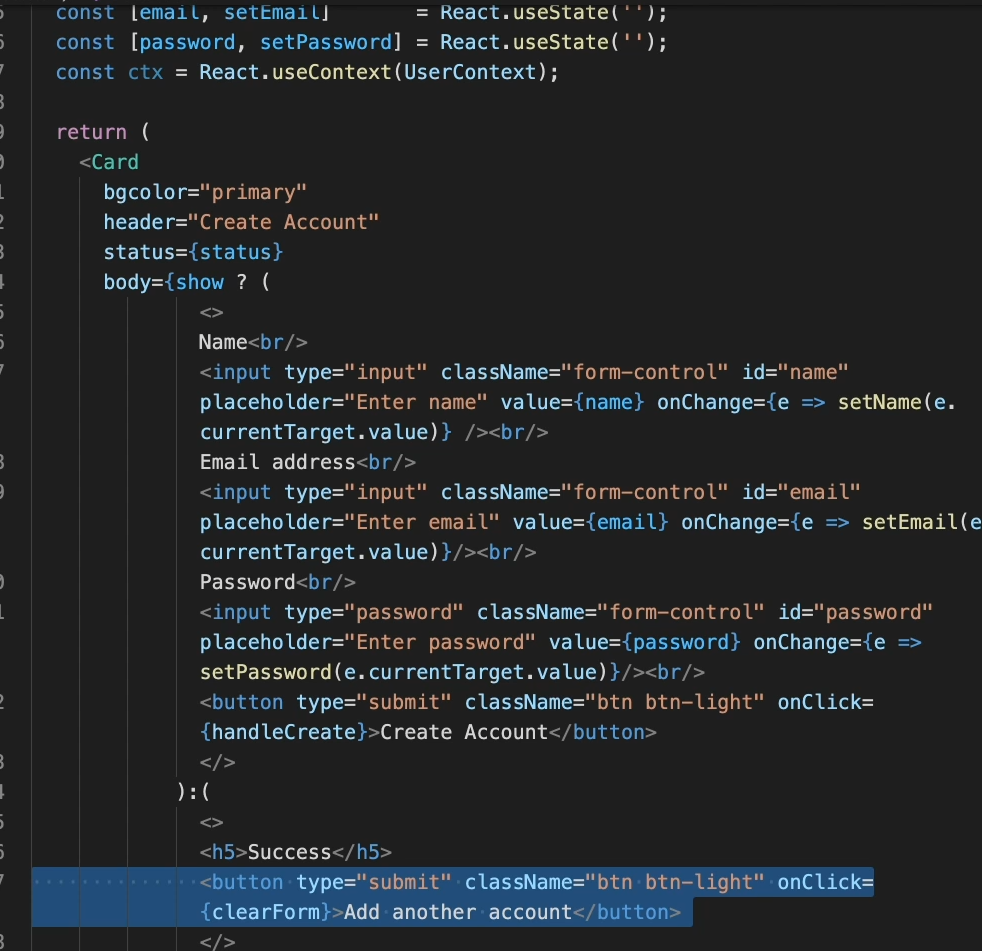 const [email, setEmail]       = React.useState('');
const [password, setPassword] = React.useState('');
const ctx = React.useContext(UserContext);
return (
<Card
bgcolor="primary"
header="Create Account"
status={status}
body={show ? (
<>
Name<br/>
<input type="input" className="form-control" id="name"
placeholder="Enter name" value={name} onChange={e => setName(e.
currentTarget.value)} /><br/>
Email address<br/>
<input type="input" className="form-control" id="email"
placeholder="Enter email" value={email} onChange={e => setEmail(e
currentTarget.value)}/><br/>
Password<br/>
<input type="password" className="form-control" id="password"
placeholder="Enter password" value={password} onChange={e =>
setPassword(e.currentTarget.value)}/><br/>
<button type="submit" className="btn btn-light" onClick=
{handleCreate}>Create Account</button>
</>
):(
<>
<h5>Success</h5>
<button type="submit" className="btn btn-light" onClick=
{clearForm}>Add another account</button>
</>